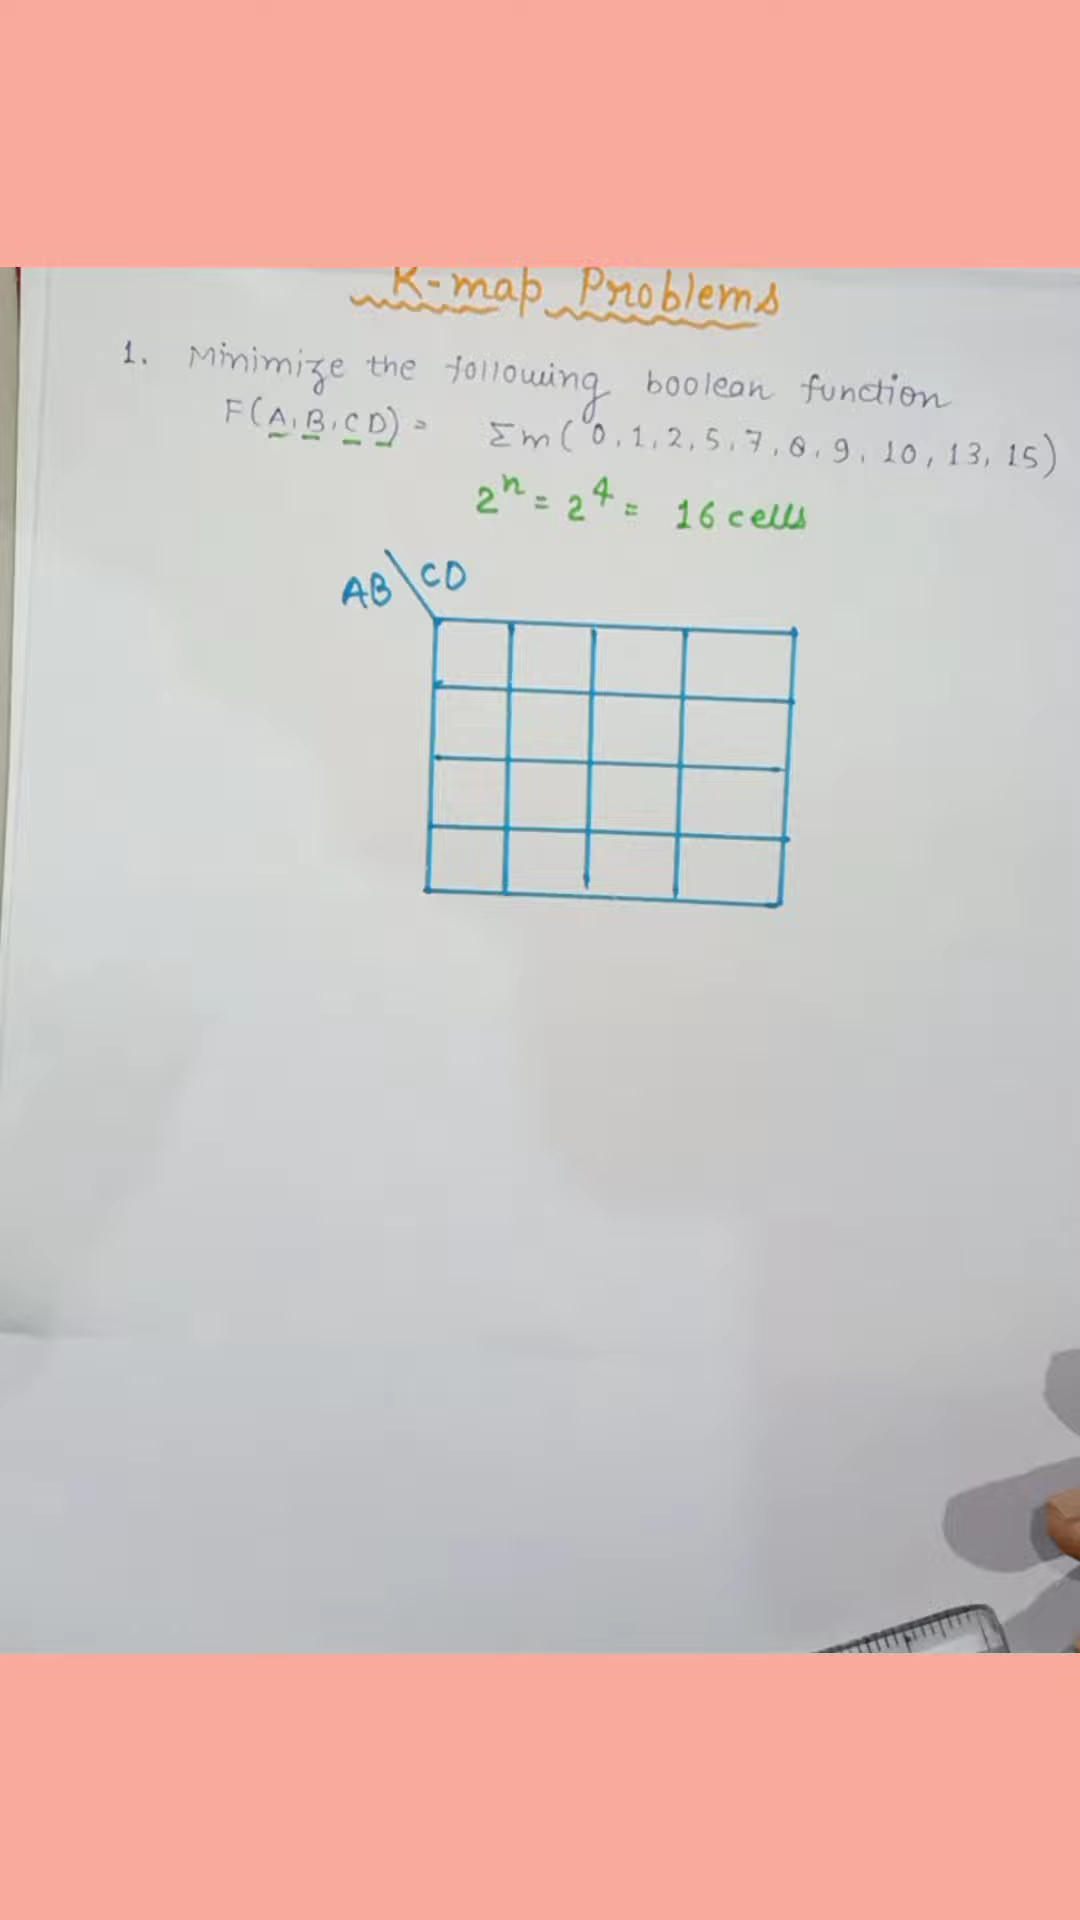 K-map Problems
1. Minimize the following boolean function
F(A,B,CD) = Σm(0,1,2,5,7,8,9,10,13,15)
2ⁿ = 2⁴ = 16 cells
AB\CD